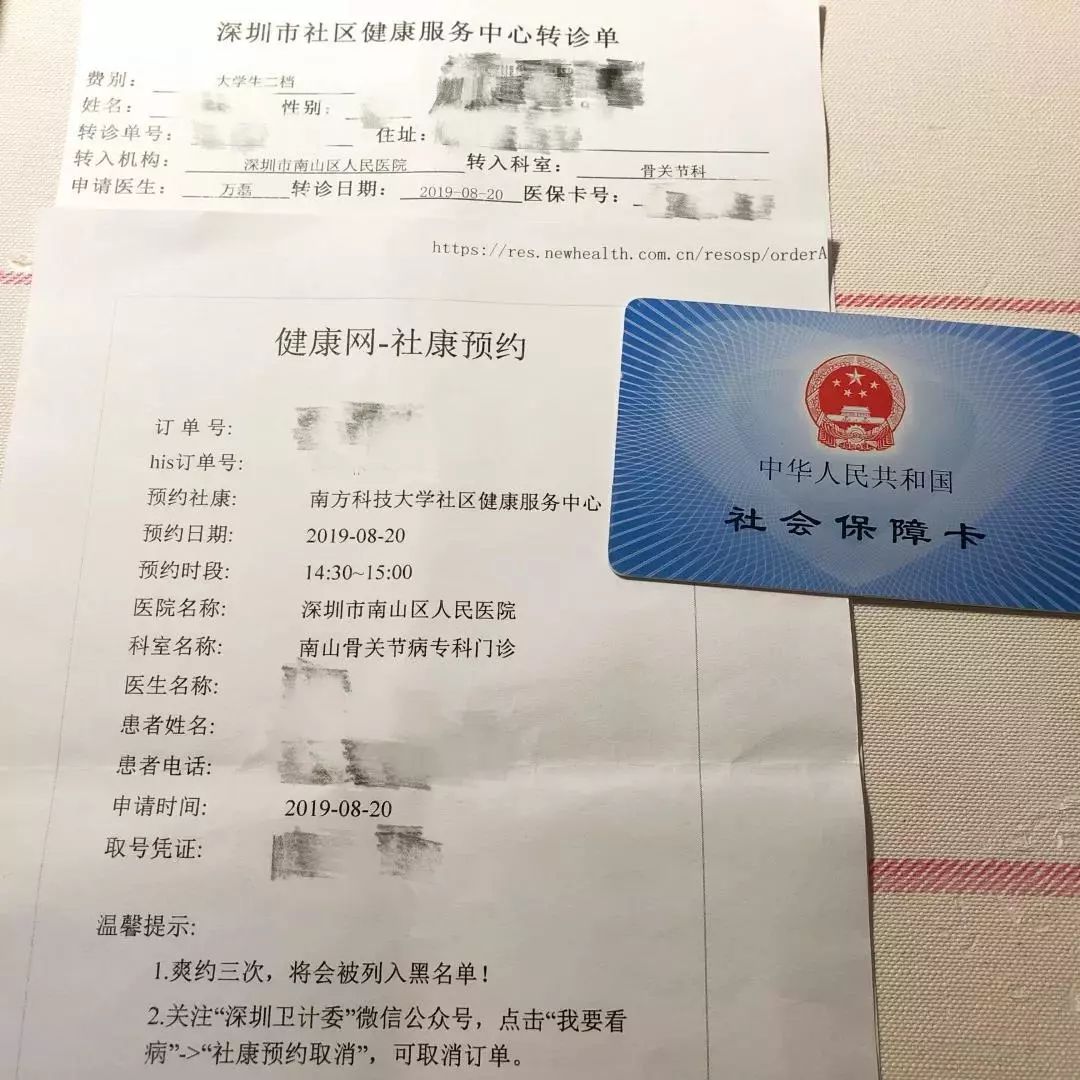 深圳市社区健康服务中心转诊单
费别： 大学生二档
姓名： 性别：
转诊单号： 住址：
转入机构： 深圳市南山区人民医院 转入科室： 骨关节科
申请医生： 万磊 转诊日期： 2019-08-20 医保卡号：
https://res.newhealth.com.cn/resosp/orderA
健康网-社康预约
订单号:
his订单号:
预约社康: 南方科技大学社区健康服务中心
预约日期: 2019-08-20
预约时段: 14:30~15:00
医院名称: 深圳市南山区人民医院
科室名称: 南山骨关节病专科门诊
医生名称:
患者姓名:
患者电话:
申请时间: 2019-08-20
取号凭证:
温馨提示:
1.爽约三次，将会被列入黑名单！
2.关注“深圳卫计委”微信公众号，点击“我要看
病”->“社康预约取消”，可取消订单。
中华人民共和国
社会保障卡